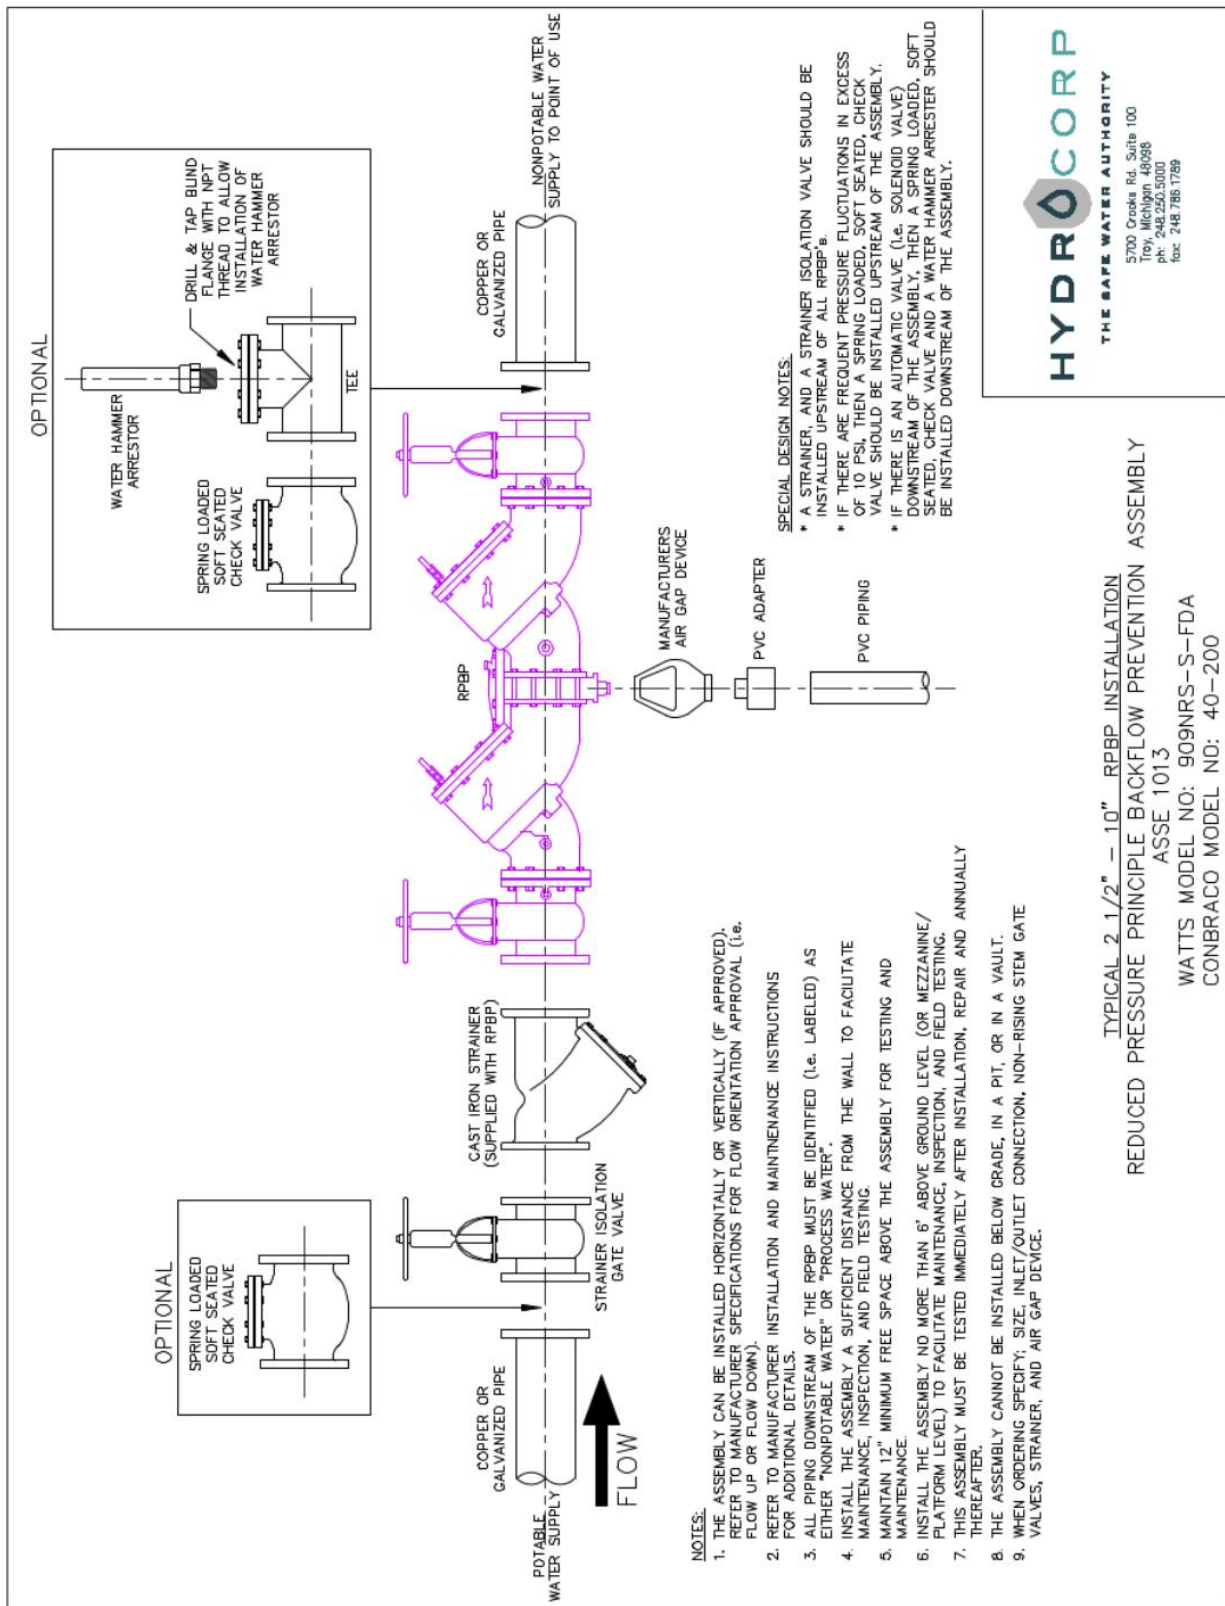 OPTIONAL
SPRING LOADED
SOFT SEATED
CHECK VALVE
OPTIONAL
WATER HAMMER
ARRESTOR
DRILL & TAP BLIND
FLANGE WITH NPT
THREAD TO ALLOW
INSTALLATION OF
WATER HAMMER
ARRESTOR
SPRING LOADED
SOFT SEATED
CHECK VALVE
TEE
COPPER OR
GALVANIZED PIPE
POTABLE
WATER SUPPLY
FLOW
STRAINER ISOLATION
GATE VALVE
CAST IRON STRAINER
(SUPPLIED WITH RPBP)
RPBP
COPPER OR
GALVANIZED PIPE
NONPOTABLE WATER
SUPPLY TO POINT OF USE
MANUFACTURERS
AIR GAP DEVICE
PVC ADAPTER
PVC PIPING
NOTES:
1. THE ASSEMBLY CAN BE INSTALLED HORIZONTALLY OR VERTICALLY (IF APPROVED).
REFER TO MANUFACTURER SPECIFICATIONS FOR FLOW ORIENTATION APPROVAL (i.e.
FLOW UP OR FLOW DOWN).
2. REFER TO MANUFACTURER INSTALLATION AND MAINTNENANCE INSTRUCTIONS
FOR ADDITIONAL DETAILS.
3. ALL PIPING DOWNSTREAM OF THE RPBP MUST BE IDENTIFIED (i.e. LABELED) AS
EITHER "NONPOTABLE WATER" OR "PROCESS WATER".
4. INSTALL THE ASSEMBLY A SUFFICIENT DISTANCE FROM THE WALL TO FACILITATE
MAINTENANCE, INSPECTION, AND FIELD TESTING.
5. MAINTAIN 12" MINIMUM FREE SPACE ABOVE THE ASSEMBLY FOR TESTING AND
MAINTENANCE.
6. INSTALL THE ASSEMBLY NO MORE THAN 6' ABOVE GROUND LEVEL (OR MEZZANINE/
PLATFORM LEVEL) TO FACILITATE MAINTENANCE, INSPECTION, AND FIELD TESTING.
7. THIS ASSEMBLY MUST BE TESTED IMMEDIATELY AFTER INSTALLATION, REPAIR AND ANNUALLY
THEREAFTER.
8. THE ASSEMBLY CANNOT BE INSTALLED BELOW GRADE, IN A PIT, OR IN A VAULT.
9. WHEN ORDERING SPECIFY: SIZE, INLET/OUTLET CONNECTION, NON-RISING STEM GATE
VALVES, STRAINER, AND AIR GAP DEVICE.
SPECIAL DESIGN NOTES:
* A STRAINER, AND A STRAINER ISOLATION VALVE SHOULD BE
INSTALLED UPSTREAM OF ALL RPBP's.
* IF THERE ARE FREQUENT PRESSURE FLUCTUATIONS IN EXCESS
OF 10 PSI, THEN A SPRING LOADED, SOFT SEATED, CHECK
VALVE SHOULD BE INSTALLED UPSTREAM OF THE ASSEMBLY.
* IF THERE IS AN AUTOMATIC VALVE (i.e. SOLENOID VALVE)
DOWNSTREAM OF THE ASSEMBLY, THEN A SPRING LOADED, SOFT
SEATED, CHECK VALVE AND A WATER HAMMER ARRESTER SHOULD
BE INSTALLED DOWNSTREAM OF THE ASSEMBLY.
TYPICAL 2 1/2" - 10" RPBP INSTALLATION
REDUCED PRESSURE PRINCIPLE BACKFLOW PREVENTION ASSEMBLY
ASSE 1013
WATTS MODEL NO: 909NRS-S-FDA
CONBRACO MODEL NO: 40-200
HYDROCORP
THE SAFE WATER AUTHORITY
5700 Crooks Rd. Suite 100
Troy, Michigan 48098
ph: 248.250.5000
fax: 248.786.1789